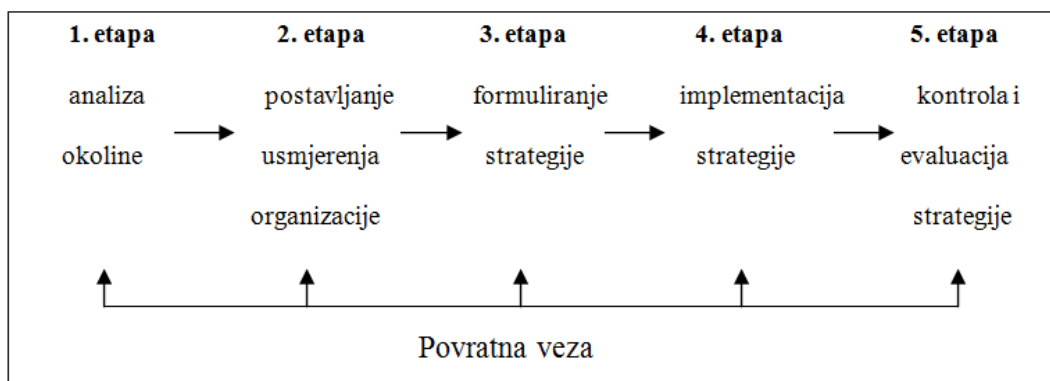 1. etapa 2. etapa 3. etapa 4. etapa 5. etapa
analiza postavljanje formuliranje implementacija kontrola i
okoline usmjerenja strategije strategije evaluacija
organizacije strategije
Povratna veza